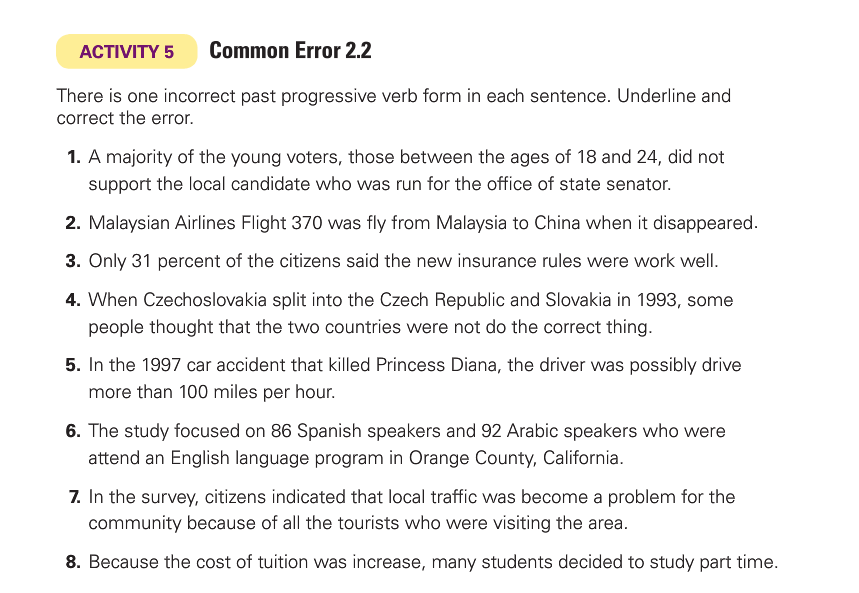 ACTIVITY 5 Common Error 2.2
There is one incorrect past progressive verb form in each sentence. Underline and
correct the error.
1. A majority of the young voters, those between the ages of 18 and 24, did not
support the local candidate who was run for the office of state senator.
2. Malaysian Airlines Flight 370 was fly from Malaysia to China when it disappeared.
3. Only 31 percent of the citizens said the new insurance rules were work well.
4. When Czechoslovakia split into the Czech Republic and Slovakia in 1993, some
people thought that the two countries were not do the correct thing.
5. In the 1997 car accident that killed Princess Diana, the driver was possibly drive
more than 100 miles per hour.
6. The study focused on 86 Spanish speakers and 92 Arabic speakers who were
attend an English language program in Orange County, California.
7. In the survey, citizens indicated that local traffic was become a problem for the
community because of all the tourists who were visiting the area.
8. Because the cost of tuition was increase, many students decided to study part time.